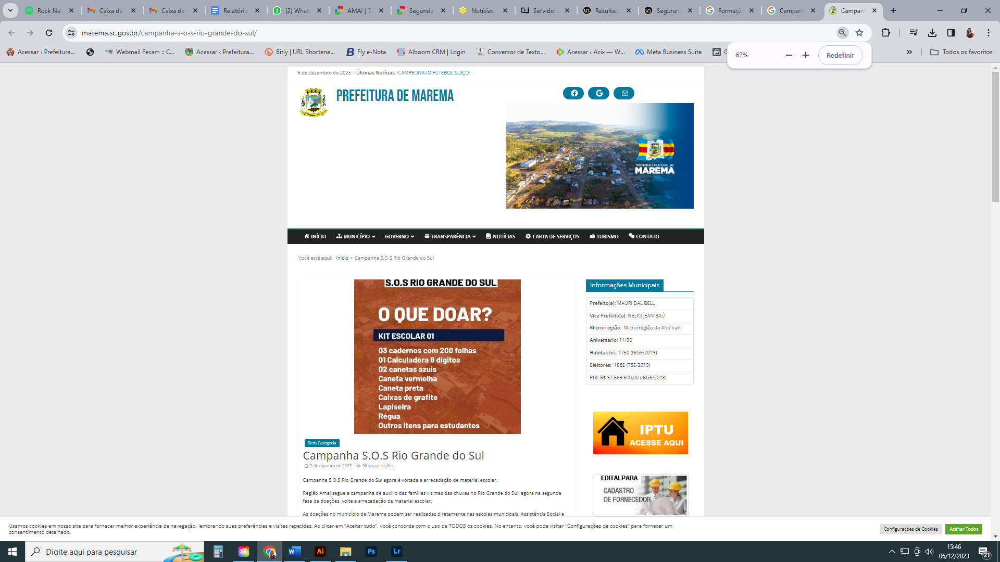 Rock Nac
Caixa de
Caixa de
Relatório
(2) Whats
AMAI | Tu
Segunda
Notícias
Servidore
Resultad
Seguranç
Formaçã
Campanh
Campanh
marema.sc.gov.br/campanha-s-o-s-rio-grande-do-sul/
Acessar ‹ Prefeitura...
Webmail Fecam :: C...
Acessar ‹ Prefeitura...
Bitly | URL Shortene...
Fly e-Nota
Alboom CRM | Login
Conversor de Texto...
Acessar ‹ Acix — W...
Meta Business Suite
Todos os favoritos
67%
Redefinir
6 de dezembro de 2023 Últimas Notícias CAMPEONATO FUTEBOL SUIÇO
PREFEITURA DE MAREMA
PREFEITURA MUNICIPAL DE
MAREMA
INÍCIO MUNICÍPIO GOVERNO TRANSPARÊNCIA NOTÍCIAS CARTA DE SERVIÇOS TURISMO CONTATO
Você está aqui: Início » Campanha S.O.S Rio Grande do Sul
S.O.S RIO GRANDE DO SUL
O QUE DOAR?
KIT ESCOLAR 01
03 cadernos com 200 folhas
01 Calculadora 8 dígitos
02 canetas azuis
Caneta vermelha
Caneta preta
Caixas de grafite
Lapiseira
Régua
Outros itens para estudantes
Sem Categoria
Campanha S.O.S Rio Grande do Sul
2 de outubro de 2023 98 visualizações
Campanha S.O.S Rio Grande do Sul agora é voltada a arrecadação de material escolar.
Região Amai segue a campanha de auxilio das famílias vítimas das chuvas no Rio Grande do Sul, agora na segunda
fase de doações, volta a arrecadação de material escolar.
As doações no município de Marema podem ser realizadas diretamente nas escolas municipais, Assistência Social e
Informações Municipais
Prefeito(a): MAURI DAL BELL
Vice Prefeito(a): NÉLIO JEAN BAÚ
Microrregião: Microrregião do Alto Irani
Aniversário: 11/06
Habitantes: 1750 (IBGE/2019)
Eleitores: 1882 (TSE/2019)
PIB: R$ 57.669.600,00 (IBGE/2018)
IPTU
ACESSE AQUI
EDITALPARA
CADASTRO
DE FORNECEDOR
Usamos cookies em nosso site para fornecer melhor experiência de navegação, lembrando suas preferências e visitas repetidas. Ao clicar em "Aceitar tudo", você concorda com o uso de TODOS os cookies. No entanto, você pode visitar "Configurações de cookies" para fornecer um
consentimento detalhado.
Configurações de Cookies
Aceitar Todos
Digite aqui para pesquisar
15:46
06/12/2023
21